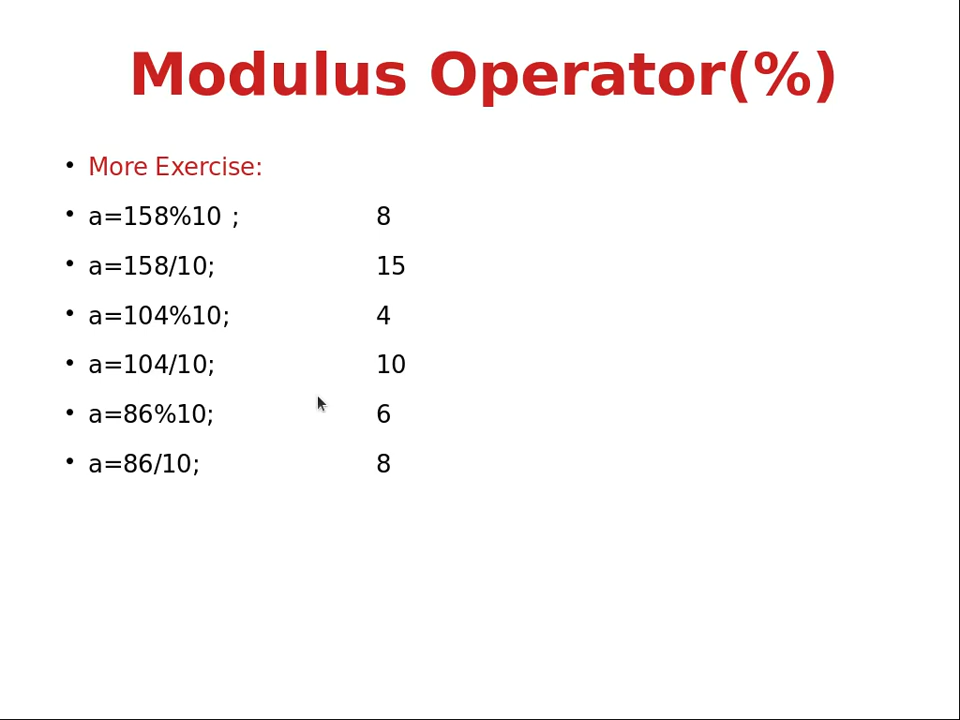 Modulus Operator(%)
• More Exercise:
• a=158%10 ; 8
• a=158/10; 15
• a=104%10; 4
• a=104/10; 10
• a=86%10; 6
• a=86/10; 8